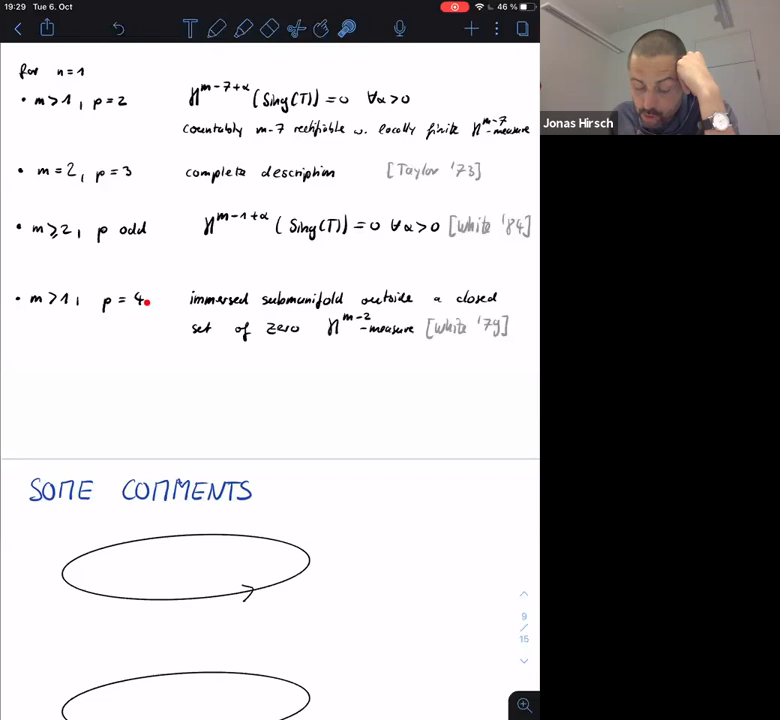 19:29 Tue 6. Oct
46 %
for n=1
• m>1, p=2 ℋ^{m-7+α}(Sing(T))=0 ∀α>0
countably m-7 rectifiable w. locally finite ℋ^{m-7}-measure
• m=2, p=3 complete description [Taylor '73]
• m≥2, p odd ℋ^{m-1+α}(Sing(T))=0 ∀α>0 [White '84]
• m>1, p=4 immersed submanifold outside a closed
set of zero ℋ^{m-2}-measure [White '79]
SOME COMMENTS
9
/
15
Jonas Hirsch